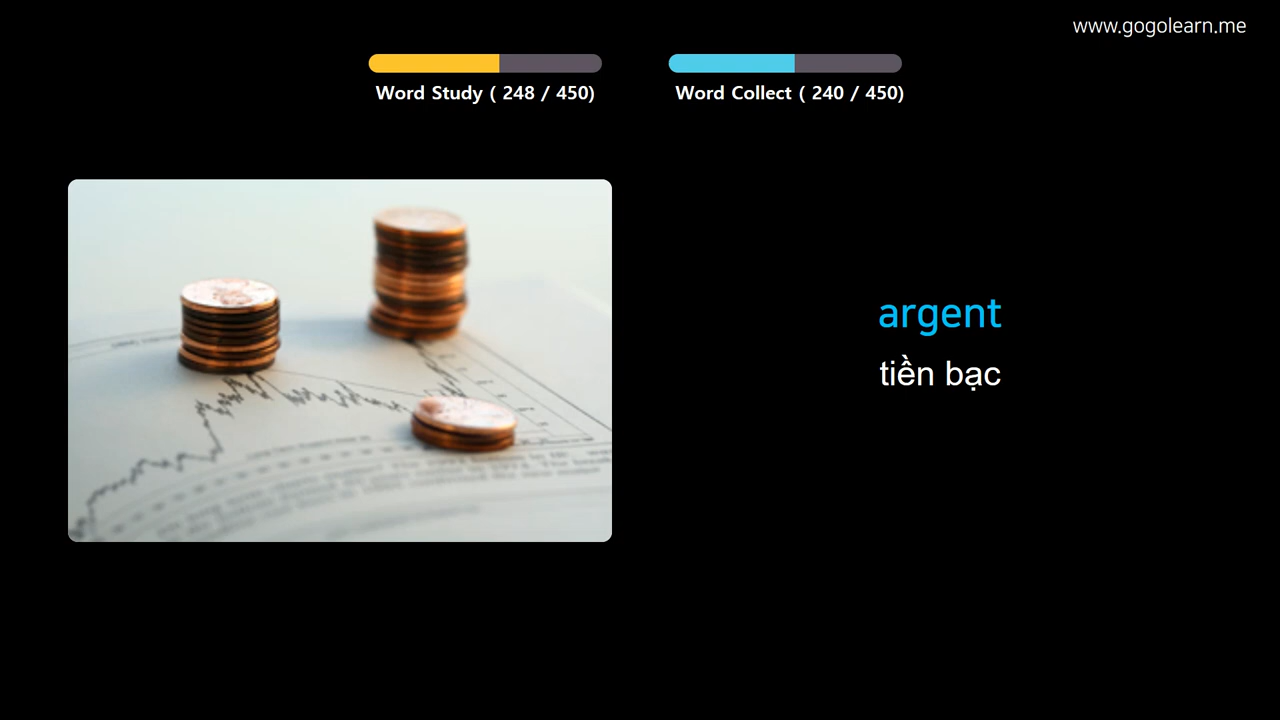 www.gogolearn.me
Word Study ( 248 / 450)
Word Collect ( 240 / 450)
argent
tiền bạc